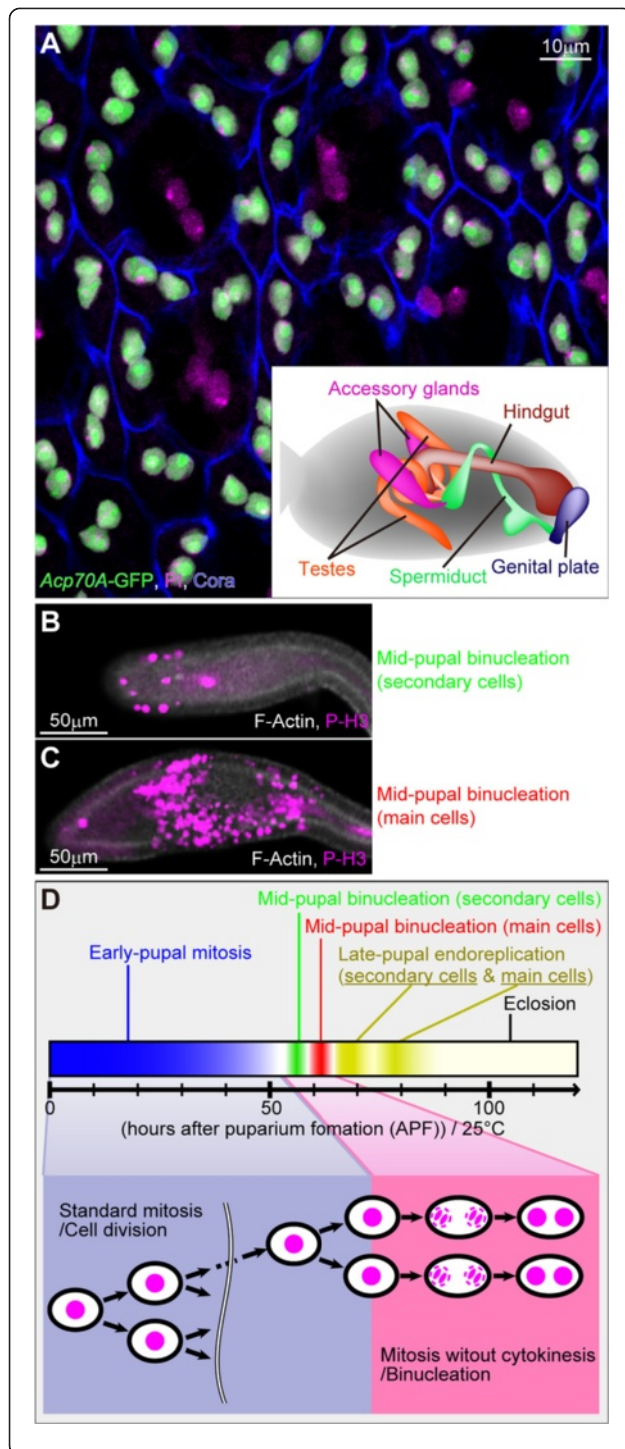 A
10μm
Accessory glands
Hindgut
Testes
Spermiduct
Genital plate
Acp70A-GFP, PI, Cora
B
50μm
F-Actin, P-H3
Mid-pupal binucleation
(secondary cells)
C
50μm
F-Actin, P-H3
Mid-pupal binucleation
(main cells)
D
Mid-pupal binucleation (secondary cells)
Mid-pupal binucleation (main cells)
Early-pupal mitosis
Late-pupal endoreplication
(secondary cells & main cells)
Eclosion
0 50 100
(hours after puparium fomation (APF)) / 25°C
Standard mitosis
/Cell division
Mitosis witout cytokinesis
/Binucleation